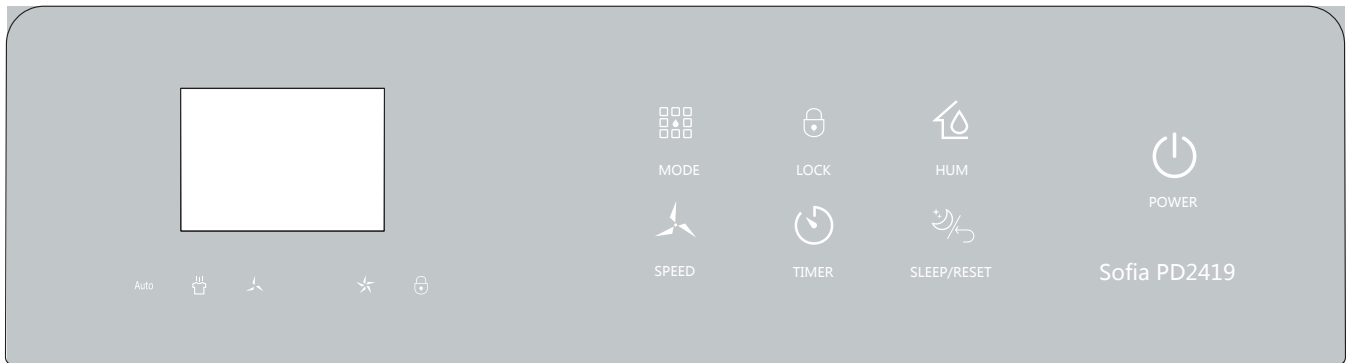 MODE
LOCK
HUM
POWER
SPEED
TIMER
SLEEP/RESET
Sofia PD2419
Auto